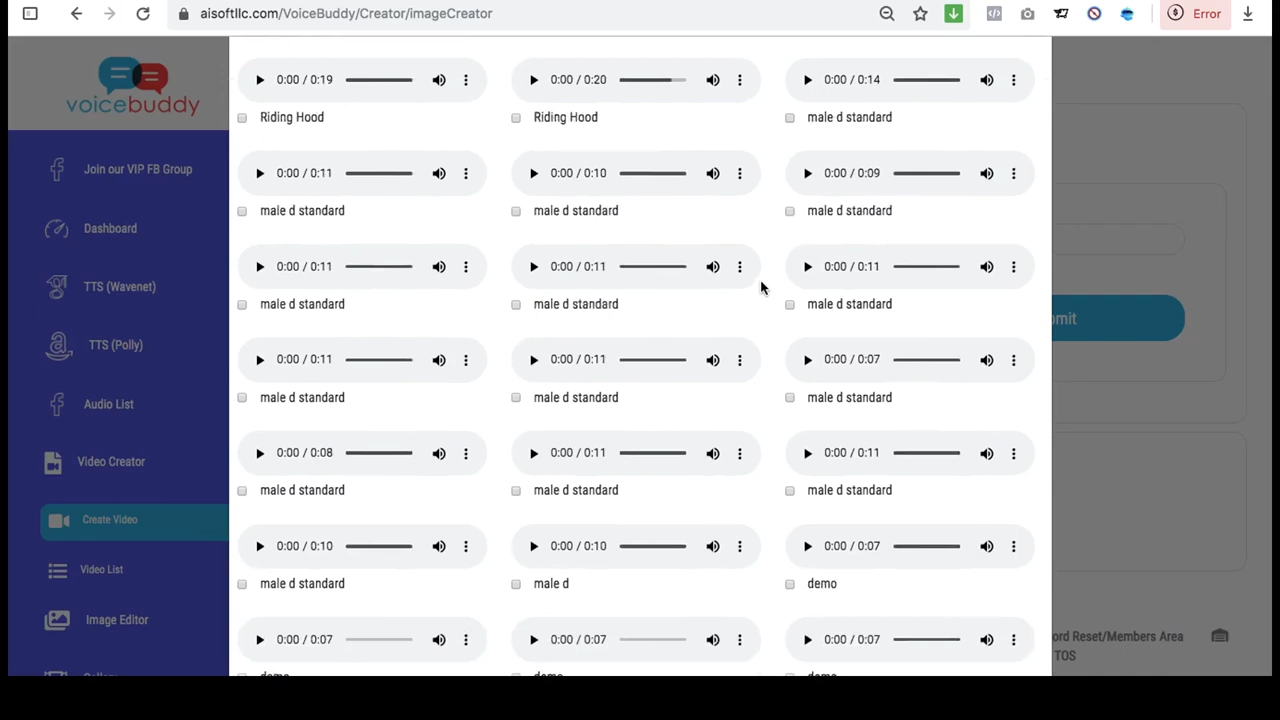 aisoftllc.com/VoiceBuddy/Creator/imageCreator
Error
voicebuddy
Join our VIP FB Group
Dashboard
TTS (Wavenet)
TTS (Polly)
Audio List
Video Creator
Create Video
Video List
Image Editor
0:00 / 0:19
0:00 / 0:20
0:00 / 0:14
Riding Hood
Riding Hood
male d standard
0:00 / 0:11
0:00 / 0:10
0:00 / 0:09
male d standard
male d standard
male d standard
0:00 / 0:11
0:00 / 0:11
0:00 / 0:11
male d standard
male d standard
male d standard
0:00 / 0:11
0:00 / 0:11
0:00 / 0:07
male d standard
male d standard
male d standard
0:00 / 0:08
0:00 / 0:11
0:00 / 0:11
male d standard
male d standard
male d standard
0:00 / 0:10
0:00 / 0:10
0:00 / 0:07
male d standard
male d
demo
0:00 / 0:07
0:00 / 0:07
0:00 / 0:07
mit
ord Reset/Members Area
TOS